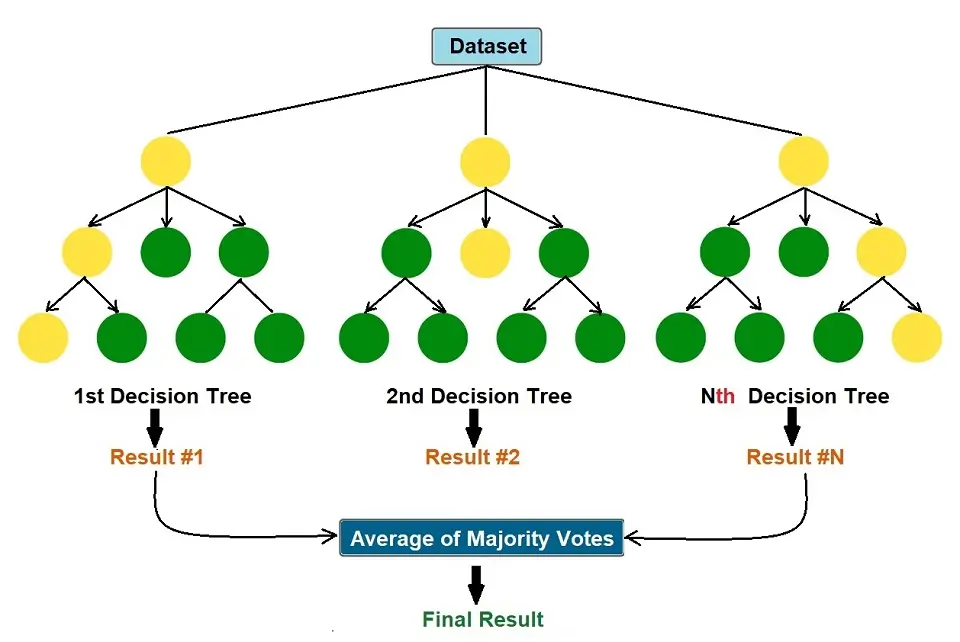 Dataset
1st Decision Tree
2nd Decision Tree
Nth Decision Tree
Result #1
Result #2
Result #N
Average of Majority Votes
Final Result